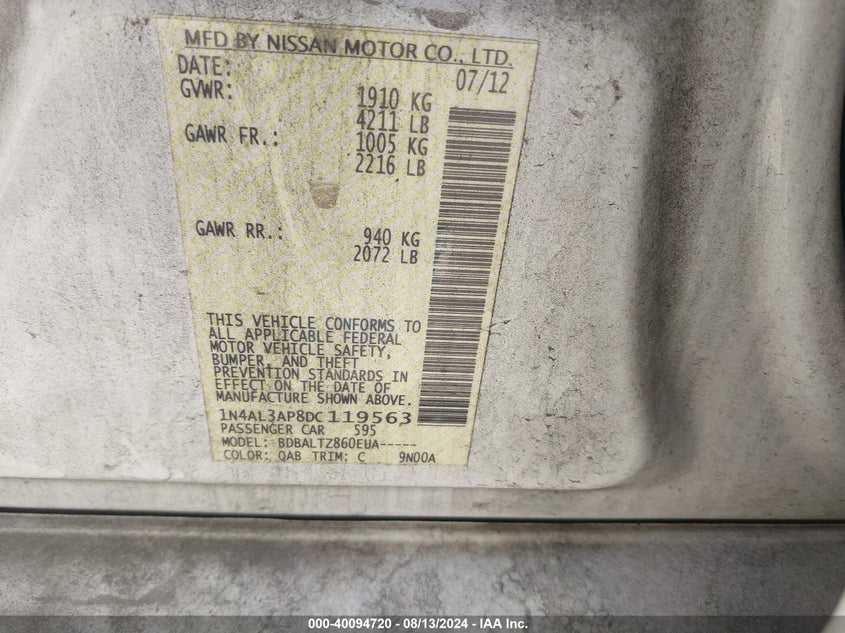 MFD BY NISSAN MOTOR CO., LTD.
DATE: 07/12
GVWR: 1910 KG
4211 LB
GAWR FR.: 1005 KG
2216 LB
GAWR RR.: 940 KG
2072 LB
THIS VEHICLE CONFORMS TO
ALL APPLICABLE FEDERAL
MOTOR VEHICLE SAFETY,
BUMPER, AND THEFT
PREVENTION STANDARDS IN
EFFECT ON THE DATE OF
MANUFACTURE SHOWN ABOVE.
1N4AL3AP8DC119563
PASSENGER CAR 595
MODEL: BDBALTZ860EUA-----
COLOR: QAB TRIM: C 9N00A
000-40094720 - 08/13/2024 - IAA Inc.